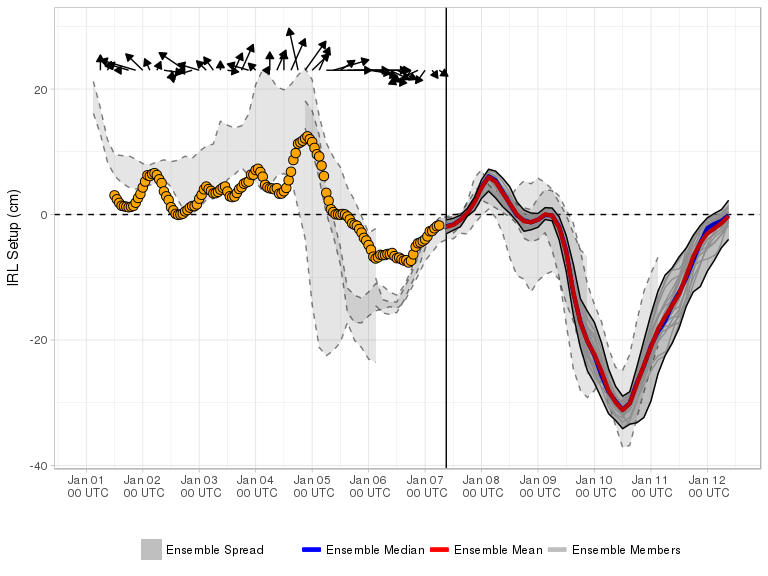 IRL Setup (cm)
20
0
-20
-40
Jan 01 Jan 02 Jan 03 Jan 04 Jan 05 Jan 06 Jan 07 Jan 08 Jan 09 Jan 10 Jan 11 Jan 12
00 UTC 00 UTC 00 UTC 00 UTC 00 UTC 00 UTC 00 UTC 00 UTC 00 UTC 00 UTC 00 UTC 00 UTC
Ensemble Spread Ensemble Median Ensemble Mean Ensemble Members